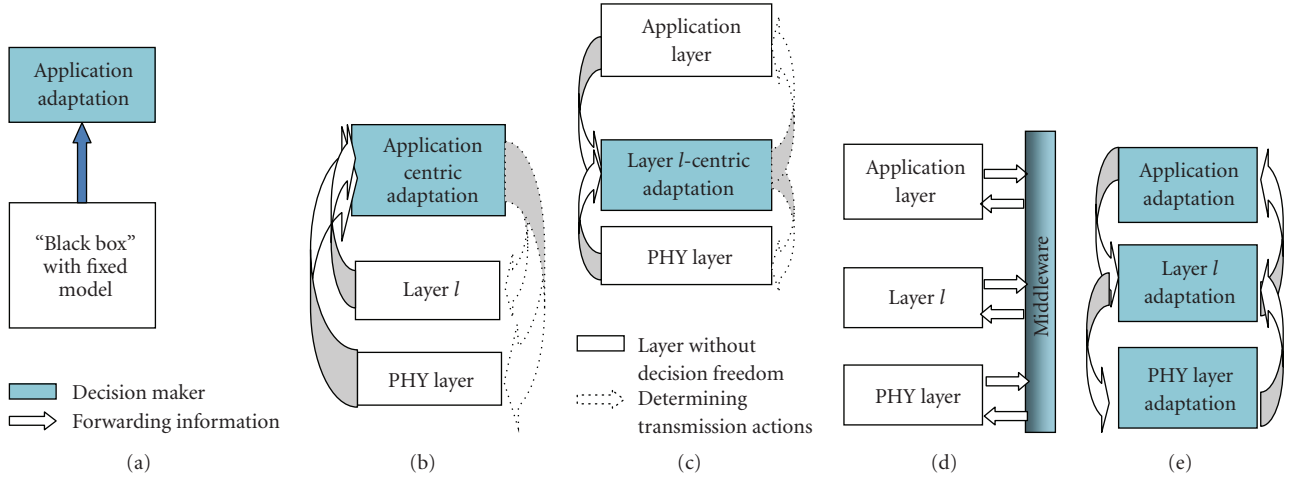 Application
adaptation
“Black box”
with fixed
model
Decision maker
Forwarding information
(a)
Application
centric
adaptation
Layer l
PHY layer
(b)
Application
layer
Layer l-centric
adaptation
PHY layer
Layer without
decision freedom
Determining
transmission actions
(c)
Application
layer
Layer l
PHY layer
Middleware
(d)
Application
adaptation
Layer l
adaptation
PHY layer
adaptation
(e)